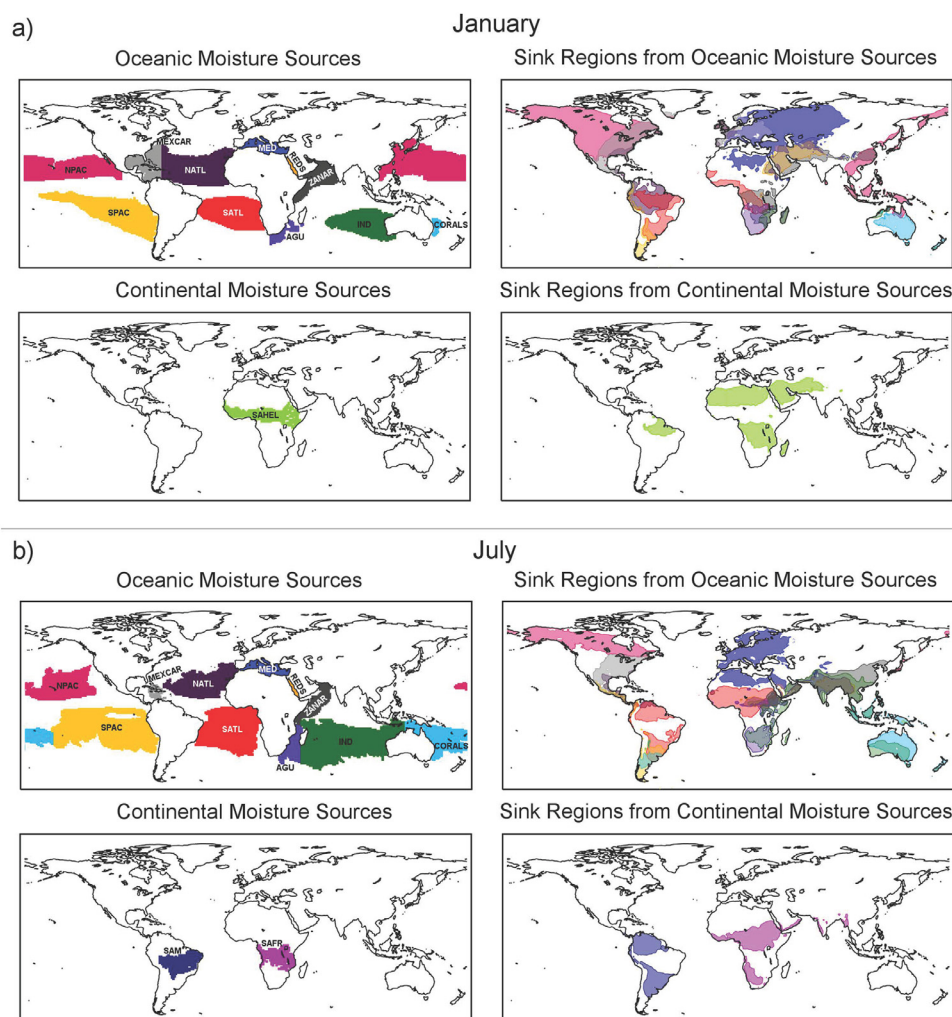 a)
January
Oceanic Moisture Sources
Sink Regions from Oceanic Moisture Sources
MEXCAR
MED
REDS
NPAC
NATL
ZANAR
SPAC
SATL
IND
CORALS
AGU
Continental Moisture Sources
Sink Regions from Continental Moisture Sources
SAHEL
b)
July
Oceanic Moisture Sources
Sink Regions from Oceanic Moisture Sources
MEXCAR
MED
REDS
NPAC
NATL
ZANAR
SPAC
SATL
IND
CORALS
AGU
Continental Moisture Sources
Sink Regions from Continental Moisture Sources
SAM
SAFR